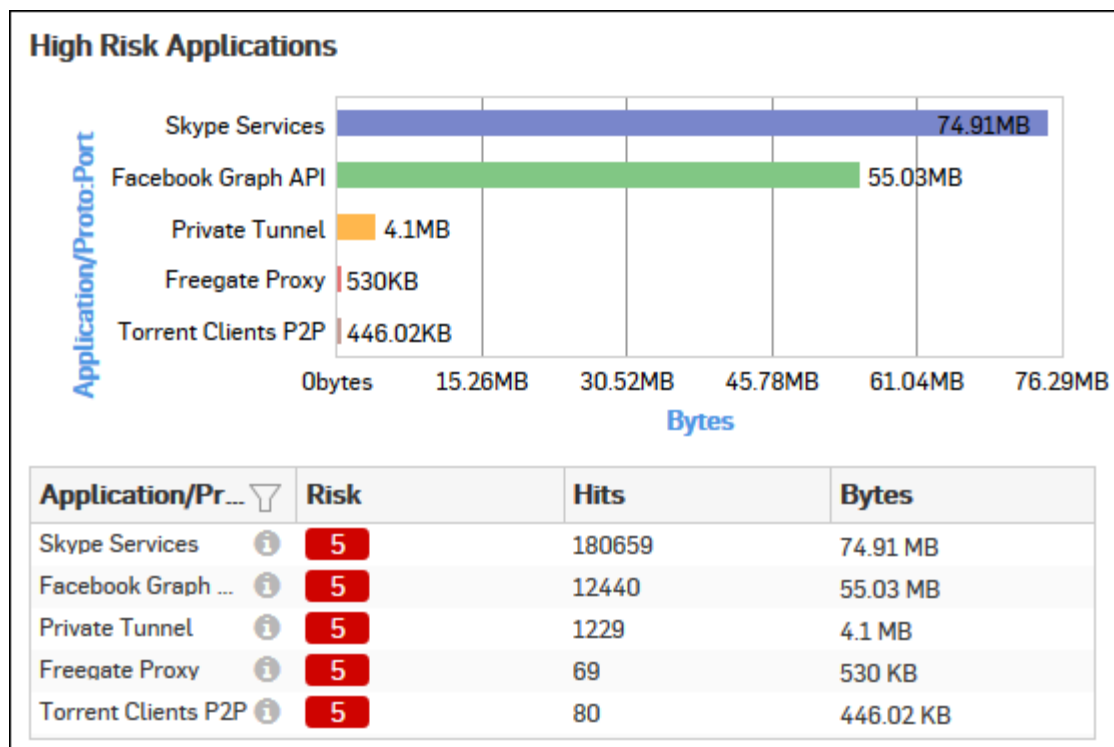 High Risk Applications
Application/Proto:Port
Skype Services 74.91MB
Facebook Graph API 55.03MB
Private Tunnel 4.1MB
Freegate Proxy 530KB
Torrent Clients P2P 446.02KB
0bytes 15.26MB 30.52MB 45.78MB 61.04MB 76.29MB
Bytes
Application/Pr... Risk Hits Bytes
Skype Services 5 180659 74.91 MB
Facebook Graph ... 5 12440 55.03 MB
Private Tunnel 5 1229 4.1 MB
Freegate Proxy 5 69 530 KB
Torrent Clients P2P 5 80 446.02 KB